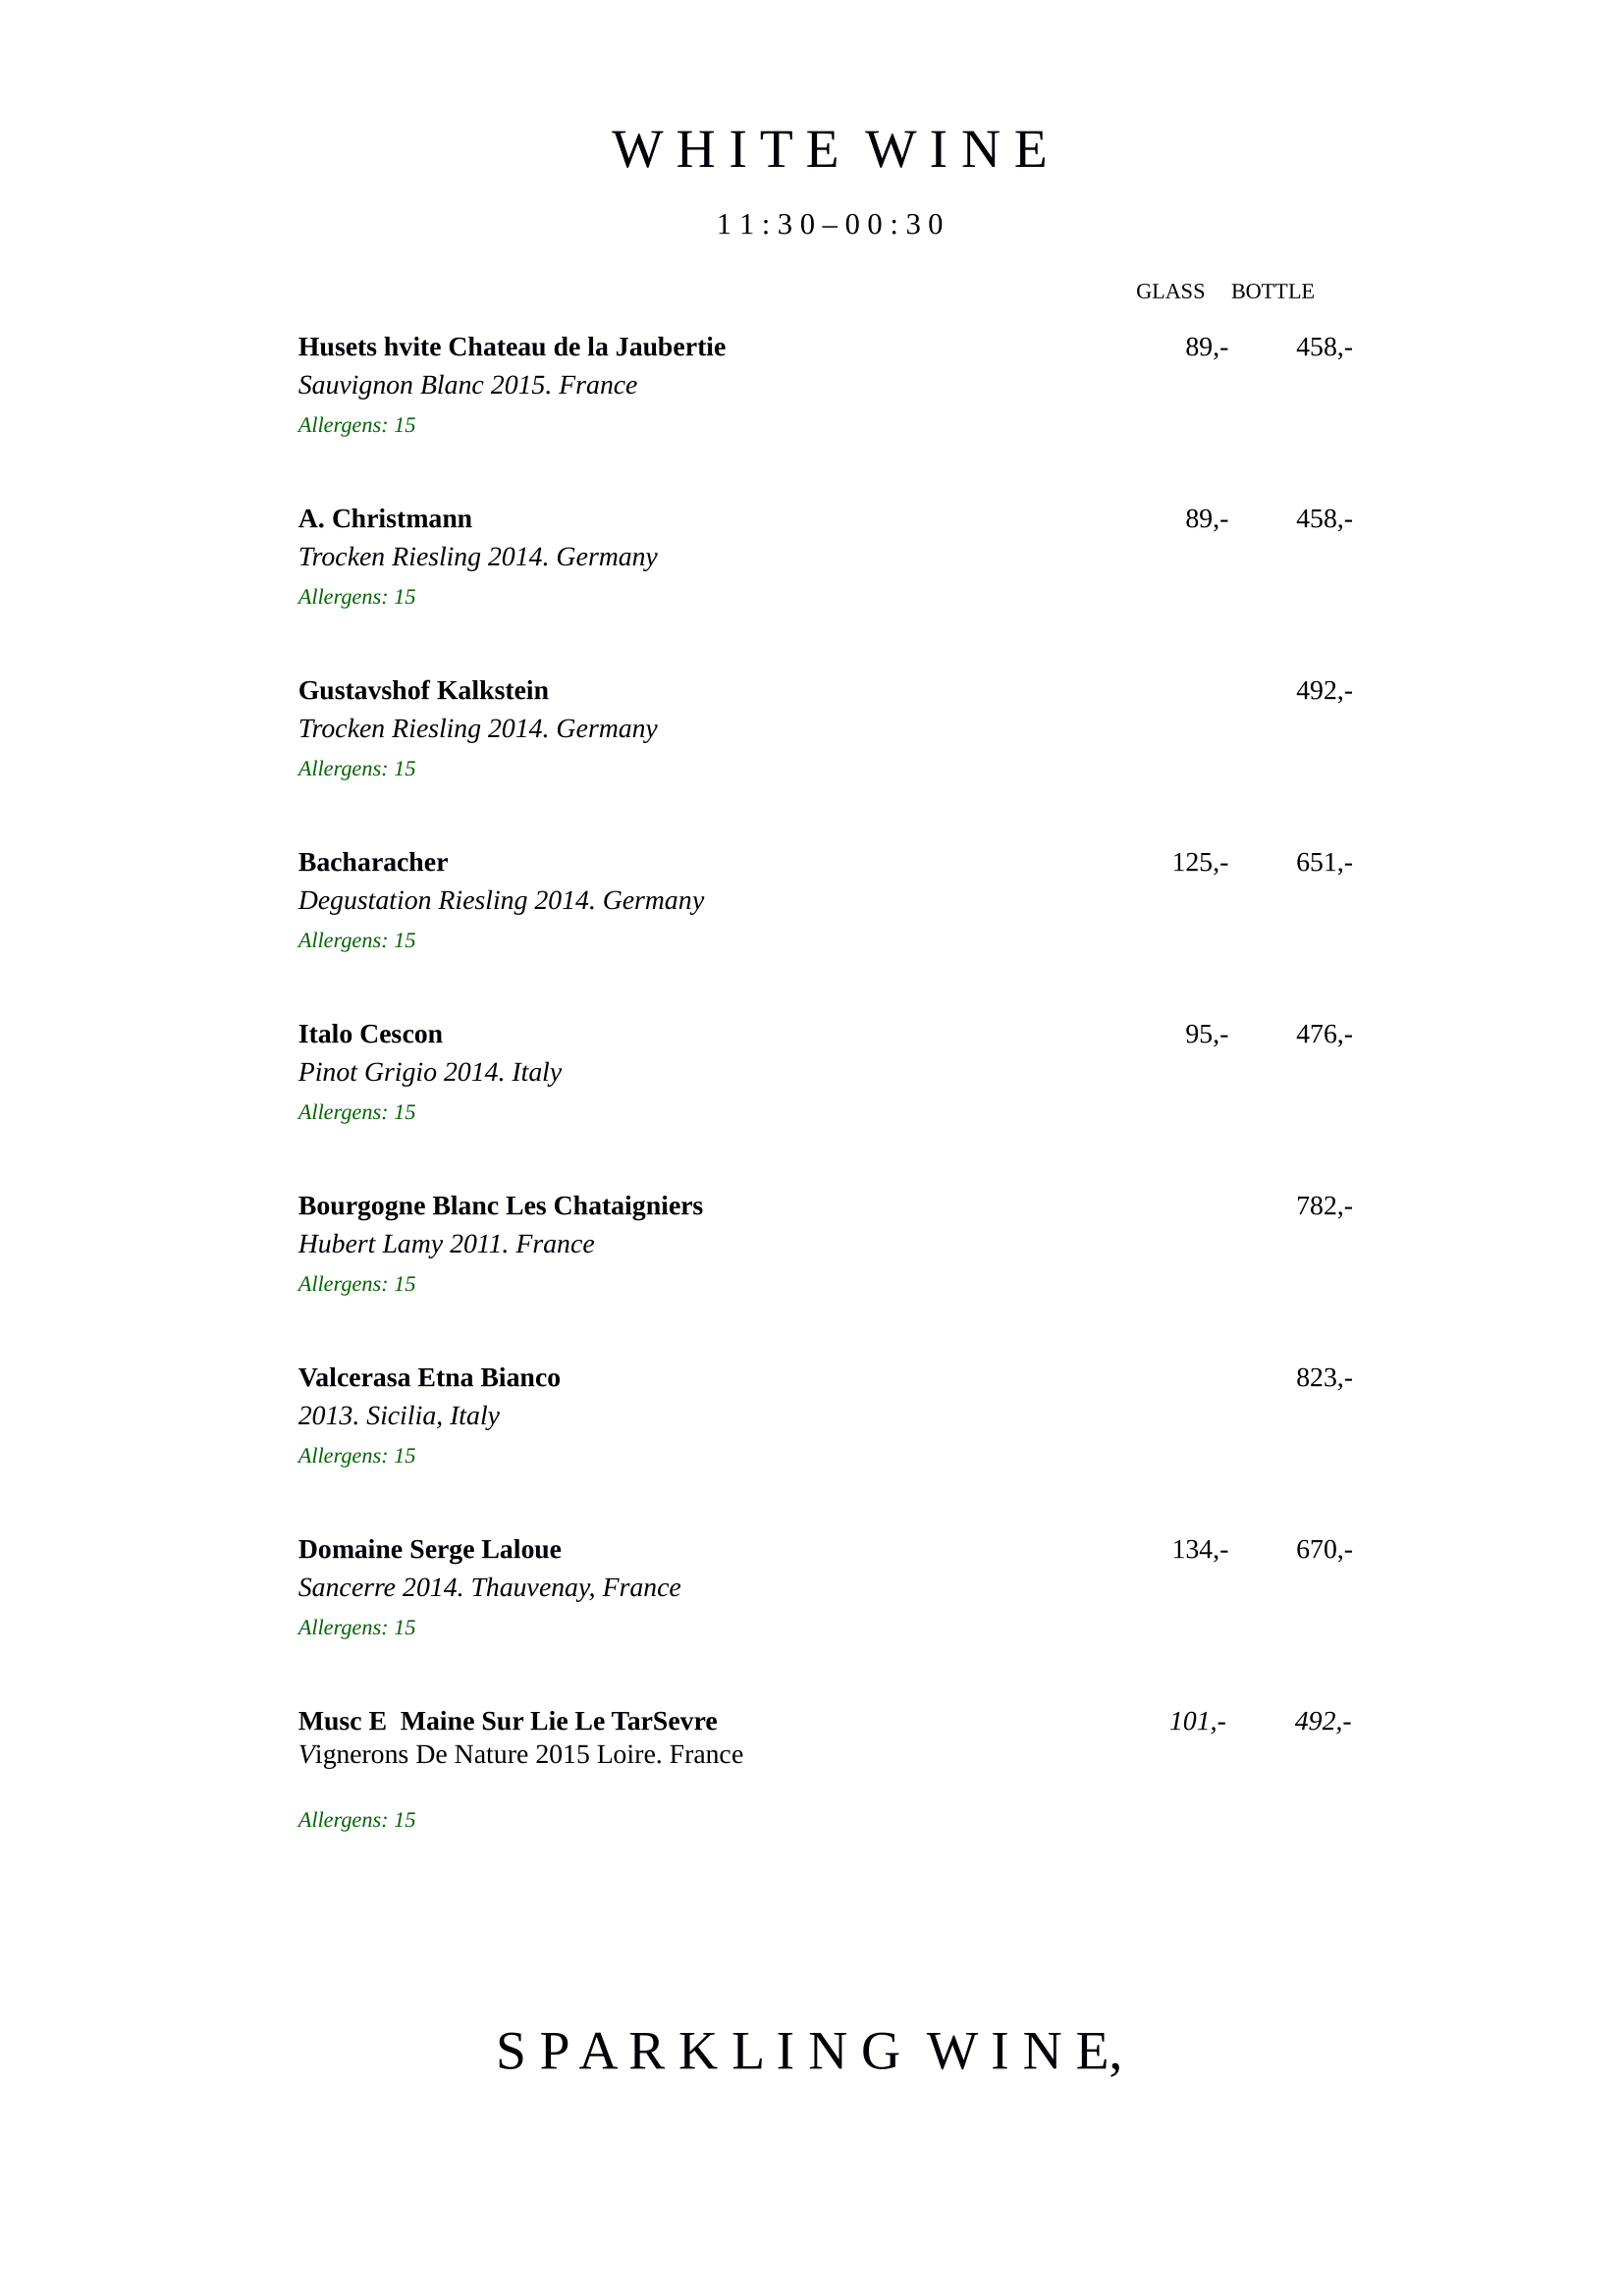 WHITE WINE
11:30–00:30
GLASS BOTTLE
Husets hvite Chateau de la Jaubertie 89,- 458,-
Sauvignon Blanc 2015. France
Allergens: 15
A. Christmann 89,- 458,-
Trocken Riesling 2014. Germany
Allergens: 15
Gustavshof Kalkstein 492,-
Trocken Riesling 2014. Germany
Allergens: 15
Bacharacher 125,- 651,-
Degustation Riesling 2014. Germany
Allergens: 15
Italo Cescon 95,- 476,-
Pinot Grigio 2014. Italy
Allergens: 15
Bourgogne Blanc Les Chataigniers 782,-
Hubert Lamy 2011. France
Allergens: 15
Valcerasa Etna Bianco 823,-
2013. Sicilia, Italy
Allergens: 15
Domaine Serge Laloue 134,- 670,-
Sancerre 2014. Thauvenay, France
Allergens: 15
Musc E  Maine Sur Lie Le TarSevre 101,- 492,-
Vignerons De Nature 2015 Loire. France
Allergens: 15
SPARKLING WINE,